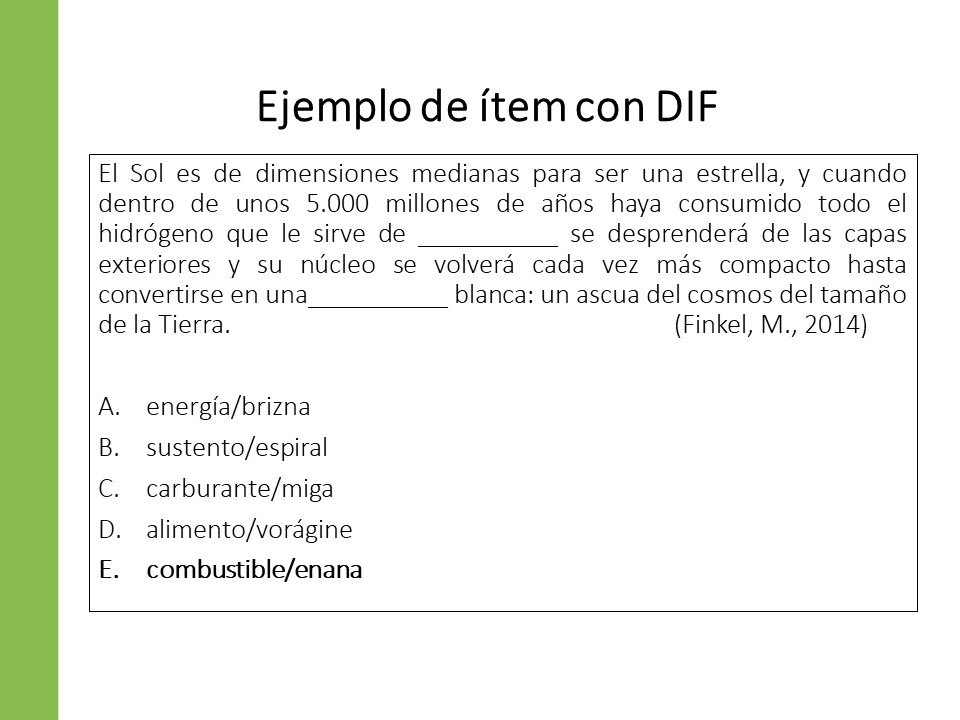 Ejemplo de ítem con DIF
El Sol es de dimensiones medianas para ser una estrella, y cuando
dentro de unos 5.000 millones de años haya consumido todo el
hidrógeno que le sirve de __________ se desprenderá de las capas
exteriores y su núcleo se volverá cada vez más compacto hasta
convertirse en una__________ blanca: un ascua del cosmos del tamaño
de la Tierra. (Finkel, M., 2014)
A. energía/brizna
B. sustento/espiral
C. carburante/miga
D. alimento/vorágine
E. combustible/enana